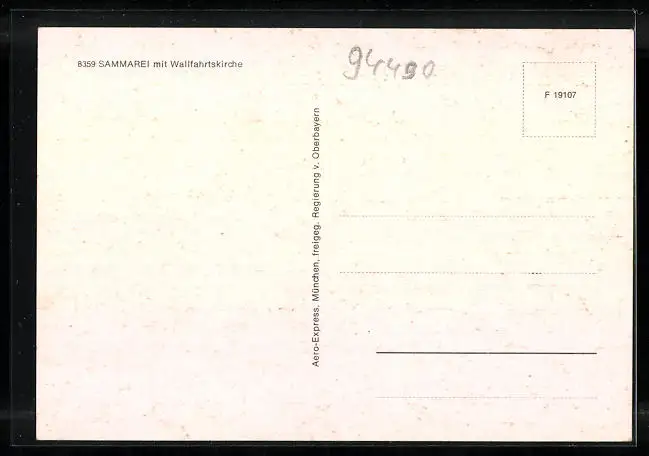 8359 SAMMAREI mit Wallfahrtskirche
94490
F 19107
Aero-Express, München, freigeg. Regierung v. Oberbayern